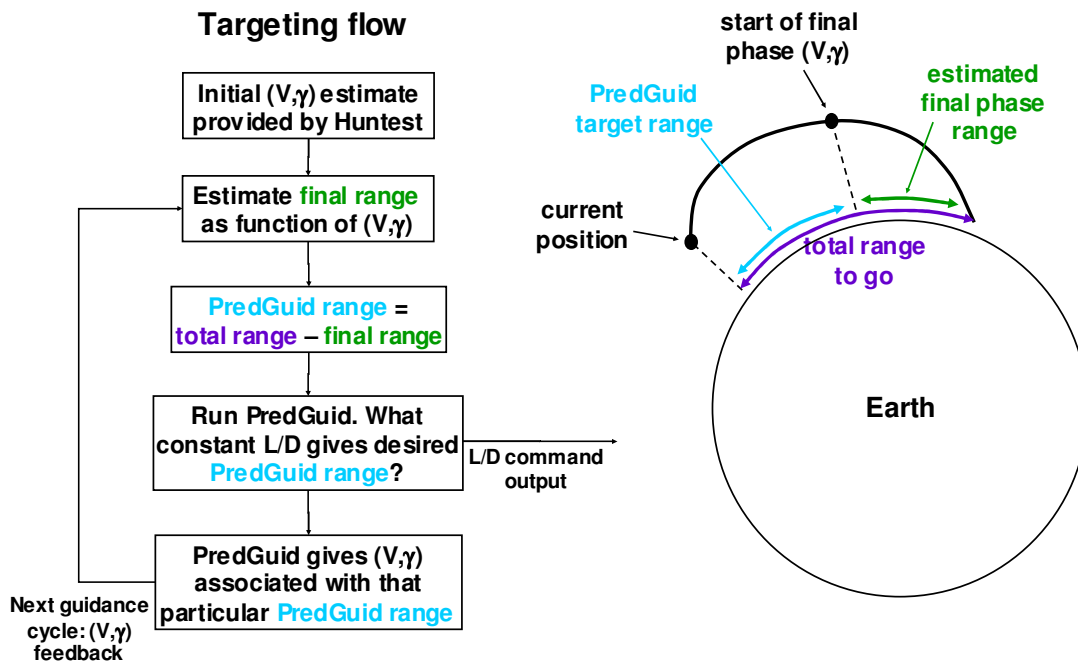 Targeting flow
Initial (V,γ) estimate
provided by Huntest
Estimate final range
as function of (V,γ)
PredGuid range =
total range – final range
Run PredGuid. What
constant L/D gives desired
PredGuid range?
L/D command
output
PredGuid gives (V,γ)
associated with that
particular PredGuid range
Next guidance
cycle: (V,γ)
feedback
start of final
phase (V,γ)
PredGuid
target range
estimated
final phase
range
current
position
total range
to go
Earth